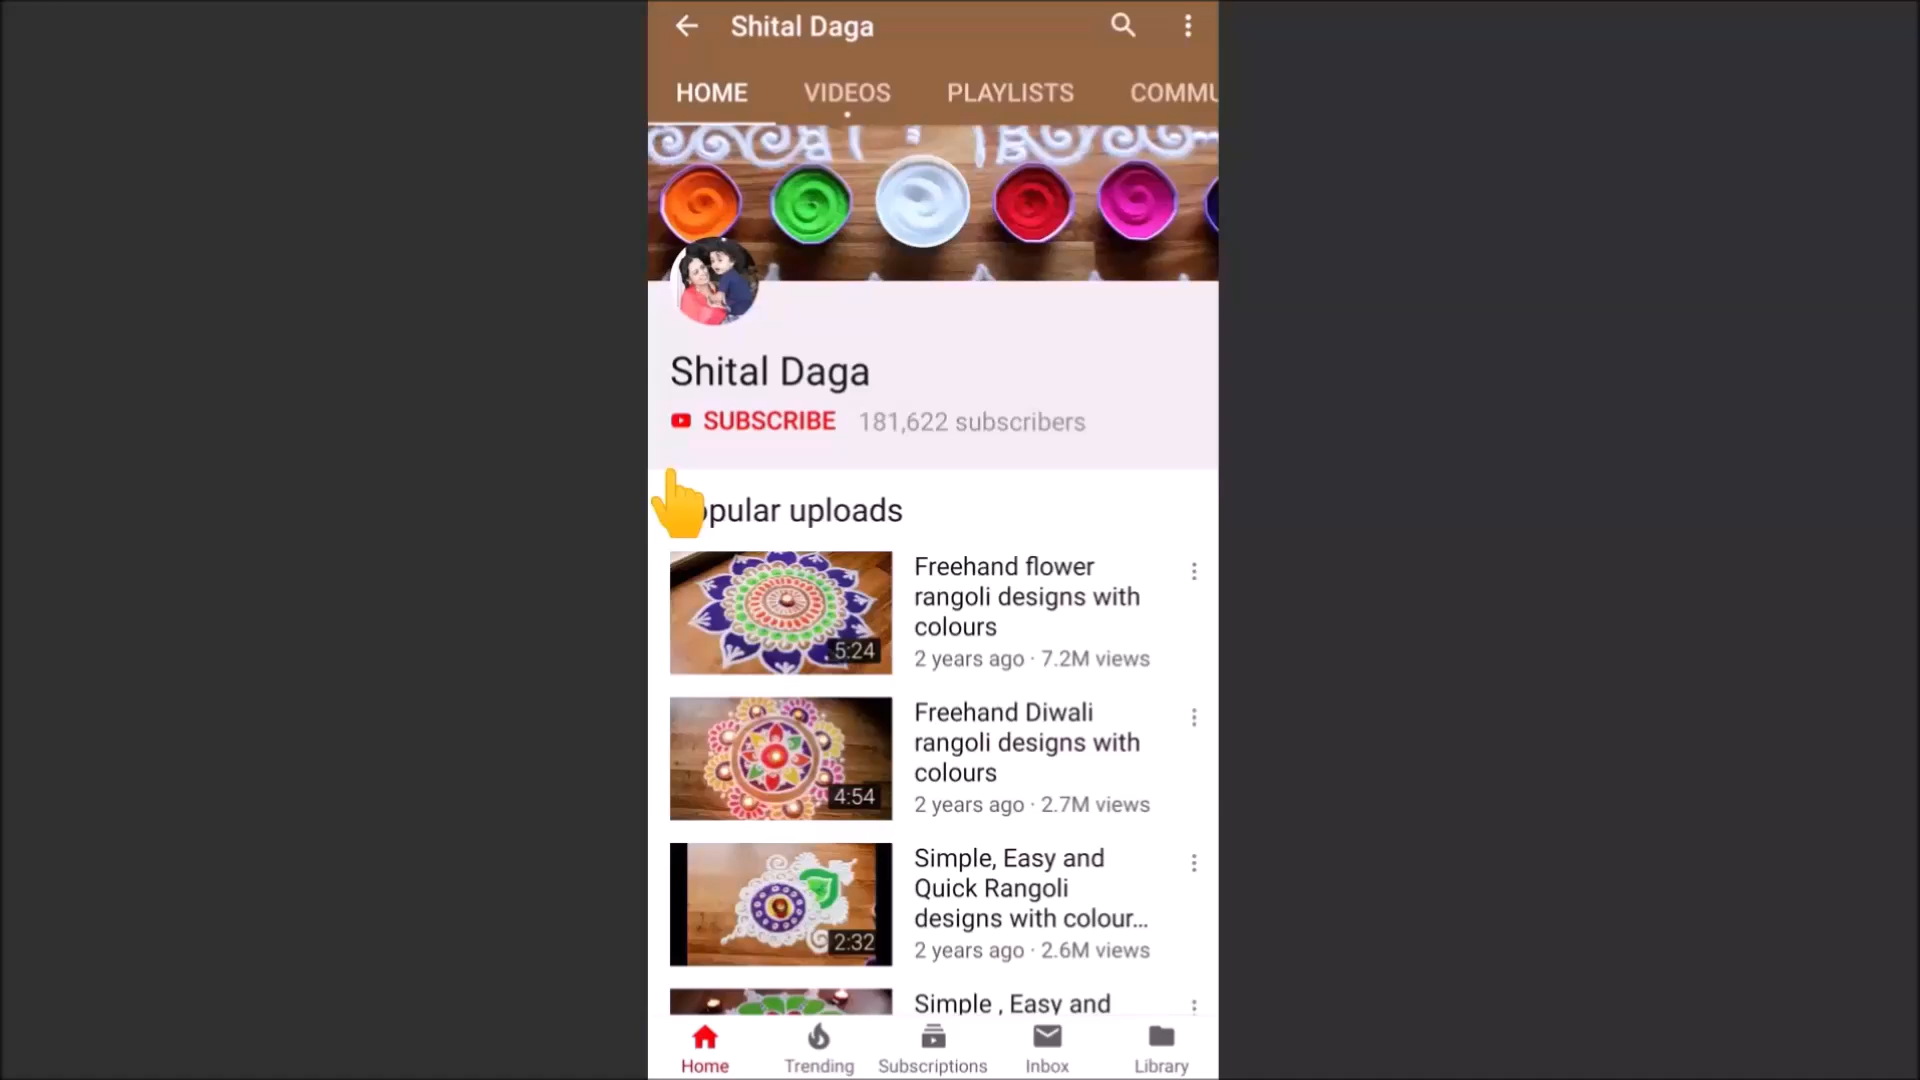 Shital Daga
HOME VIDEOS PLAYLISTS COMMU
Shital Daga
SUBSCRIBE 181,622 subscribers
opular uploads
Freehand flower
rangoli designs with
colours
5:24
2 years ago · 7.2M views
Freehand Diwali
rangoli designs with
colours
4:54
2 years ago · 2.7M views
Simple, Easy and
Quick Rangoli
designs with colour...
2:32
2 years ago · 2.6M views
Simple , Easy and
Home Trending Subscriptions Inbox Library